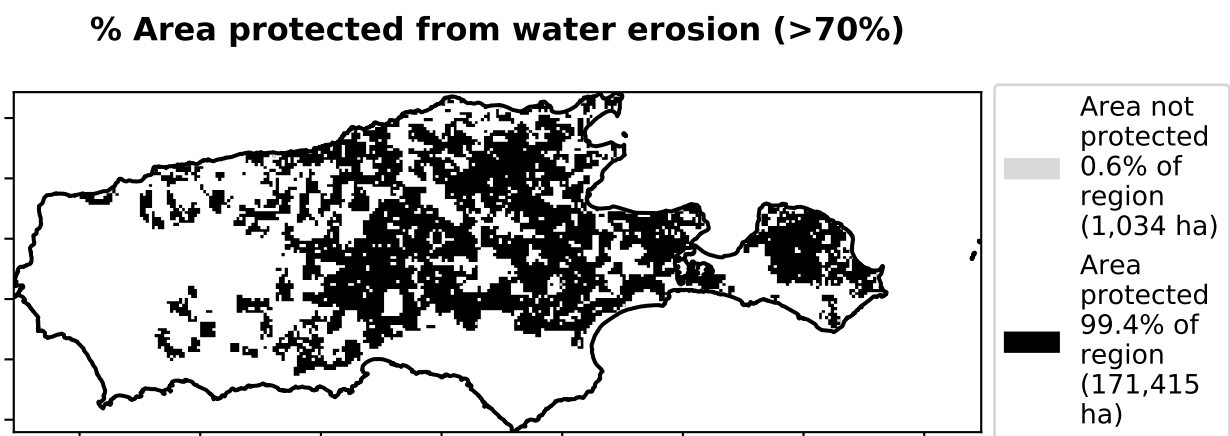 % Area protected from water erosion (>70%)
Area not
protected
0.6% of
region
(1,034 ha)
Area
protected
99.4% of
region
(171,415
ha)